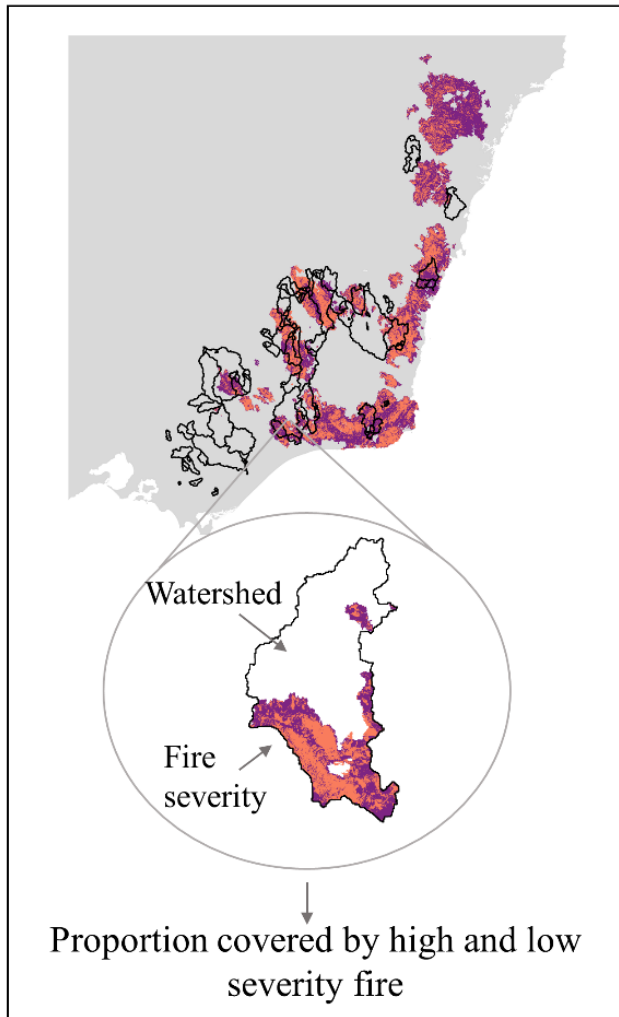 Watershed
Fire
severity
Proportion covered by high and low
severity fire